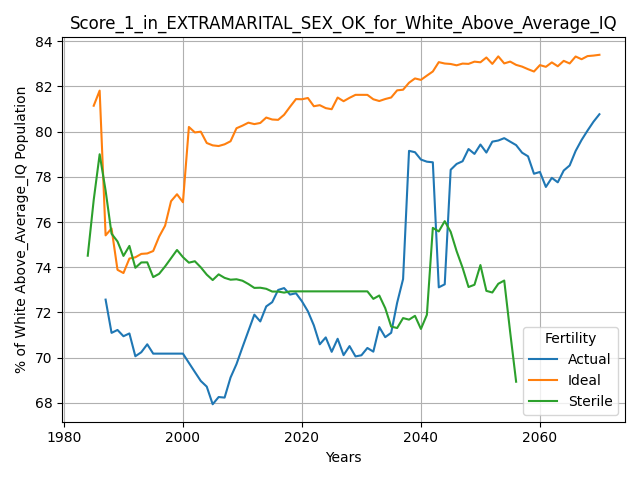 Score_1_in_EXTRAMARITAL_SEX_OK_for_White_Above_Average_IQ
% of White Above_Average_IQ Population
84
82
80
78
76
74
72
70
68
1980
2000
2020
2040
2060
Years
Fertility
Actual
Ideal
Sterile